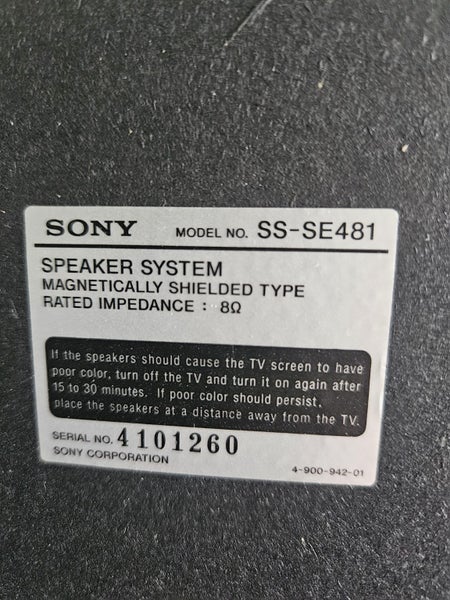 SONY MODEL NO. SS-SE481
SPEAKER SYSTEM
MAGNETICALLY SHIELDED TYPE
RATED IMPEDANCE : 8Ω
If the speakers should cause the TV screen to have
poor color, turn off the TV and turn it on again after
15 to 30 minutes. If poor color should persist,
place the speakers at a distance away from the TV.
SERIAL NO. 4101260
SONY CORPORATION 4-900-942-01